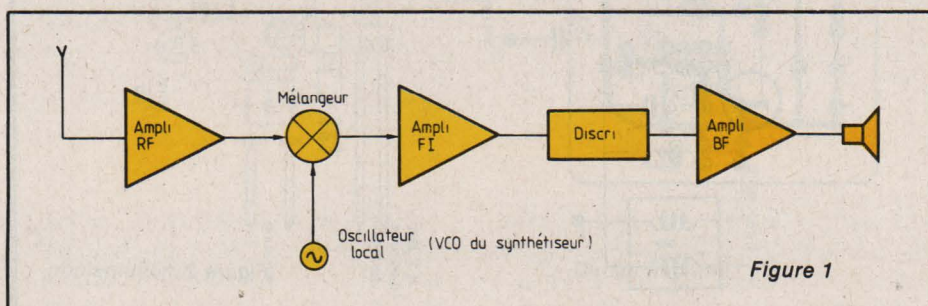 Mélangeur
Ampli
RF
Ampli
FI
Discri
Ampli
BF
Oscillateur
local
(VCO du synthétiseur)
Figure 1